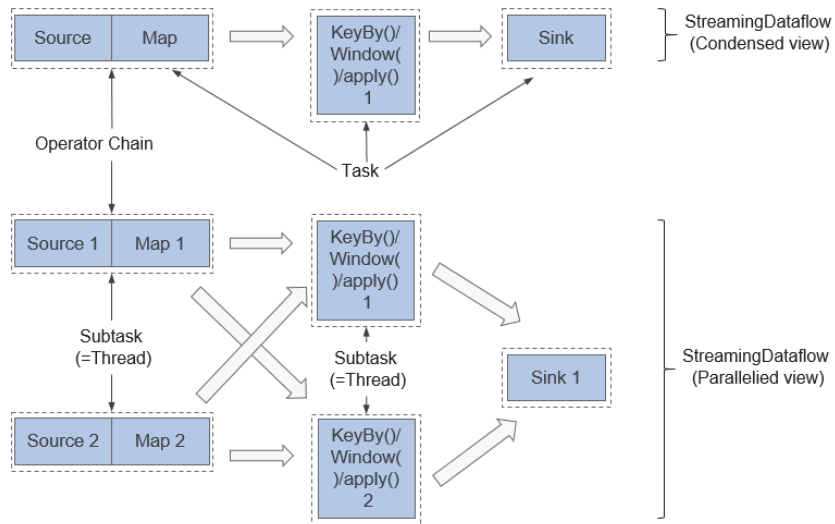 Source
Map
KeyBy()/
Window(
)/apply()
1
Sink
StreamingDataflow
(Condensed view)
Operator Chain
Task
Source 1
Map 1
KeyBy()/
Window(
)/apply()
1
Subtask
(=Thread)
Subtask
(=Thread)
Sink 1
StreamingDataflow
(Parallelied view)
Source 2
Map 2
KeyBy()/
Window(
)/apply()
2